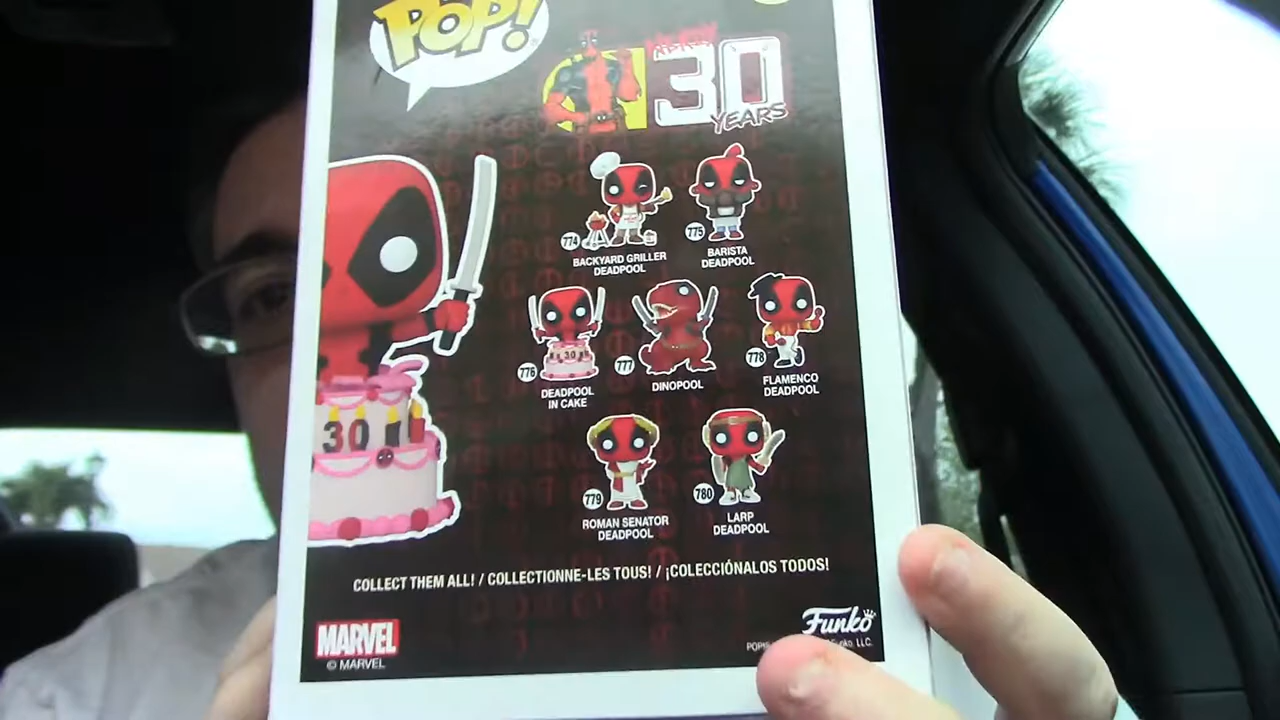 POP!
30
YEARS
774
BACKYARD GRILLER
DEADPOOL
775
BARISTA
DEADPOOL
776
DEADPOOL
IN CAKE
30
777
DINOPOOL
778
FLAMENCO
DEADPOOL
30
779
ROMAN SENATOR
DEADPOOL
780
LARP
DEADPOOL
COLLECT THEM ALL! / COLLECTIONNE-LES TOUS! / ¡COLECCIÓNALOS TODOS!
MARVEL
© MARVEL
Funko
LLC.